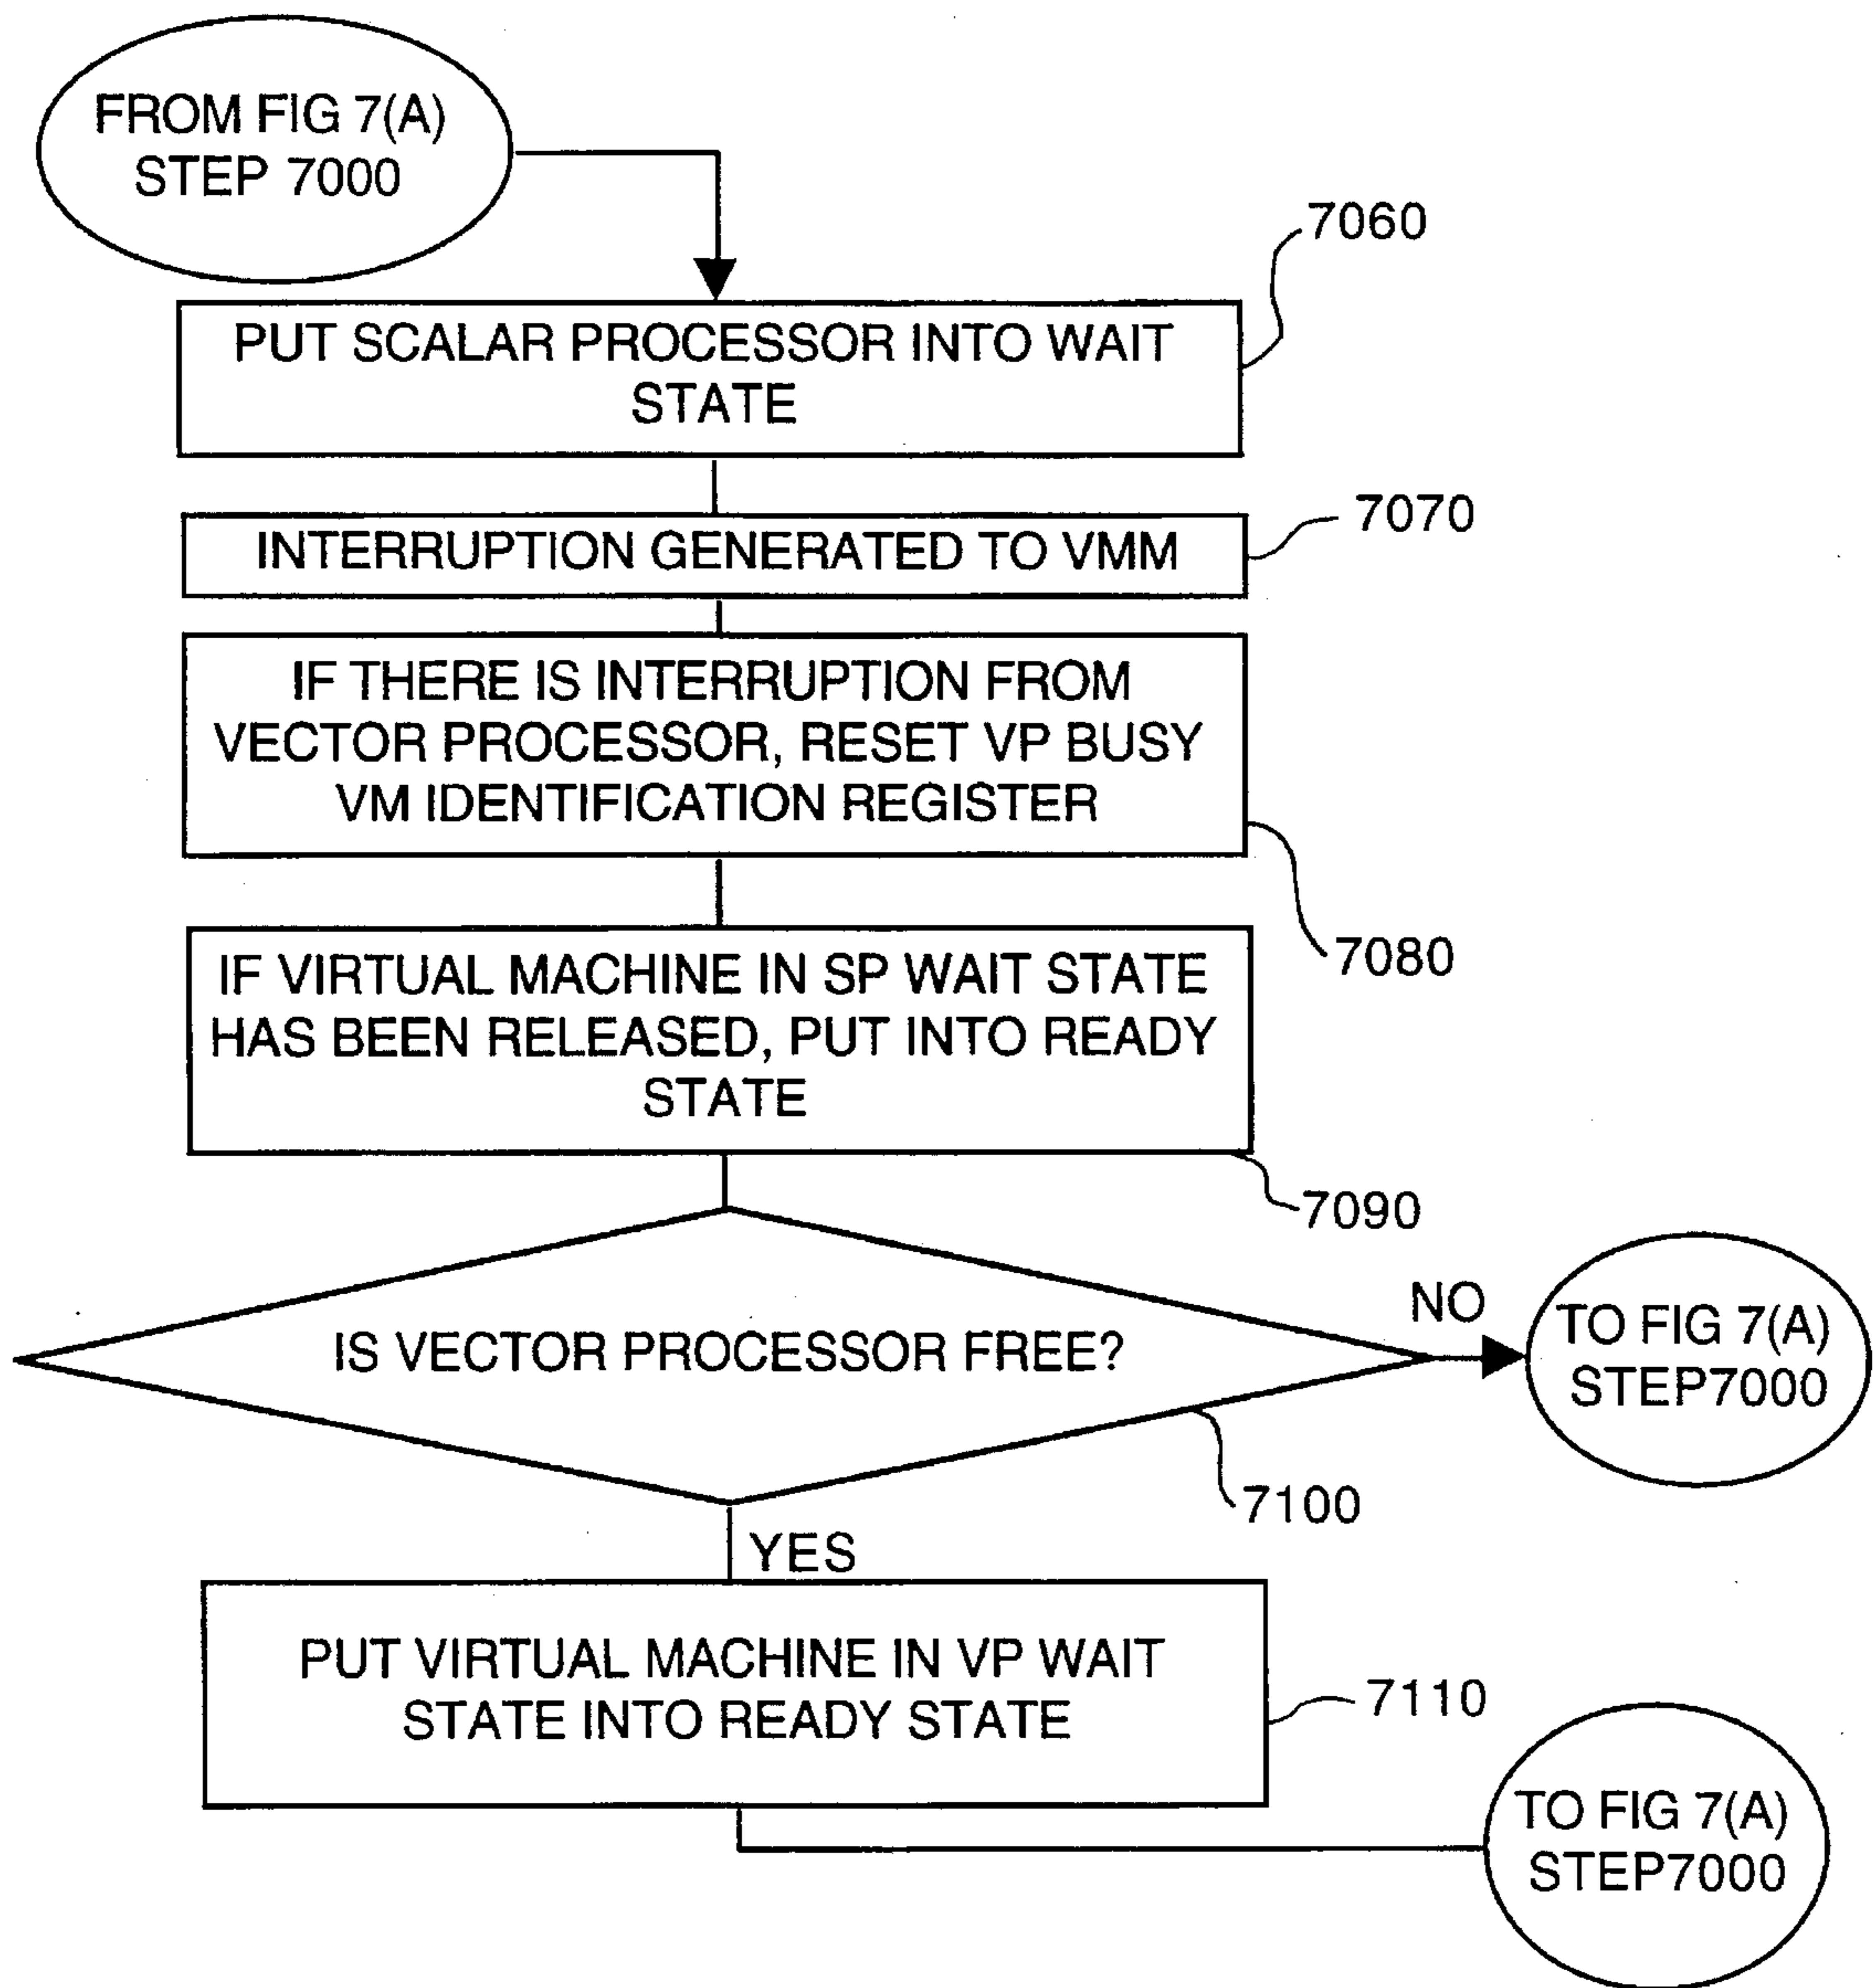 FROM FIG 7(A)
STEP 7000
7060
PUT SCALAR PROCESSOR INTO WAIT
STATE
7070
INTERRUPTION GENERATED TO VMM
IF THERE IS INTERRUPTION FROM
VECTOR PROCESSOR, RESET VP BUSY
VM IDENTIFICATION REGISTER
7080
IF VIRTUAL MACHINE IN SP WAIT STATE
HAS BEEN RELEASED, PUT INTO READY
STATE
7090
IS VECTOR PROCESSOR FREE?
NO
TO FIG 7(A)
STEP7000
7100
YES
PUT VIRTUAL MACHINE IN VP WAIT
STATE INTO READY STATE
7110
TO FIG 7(A)
STEP7000